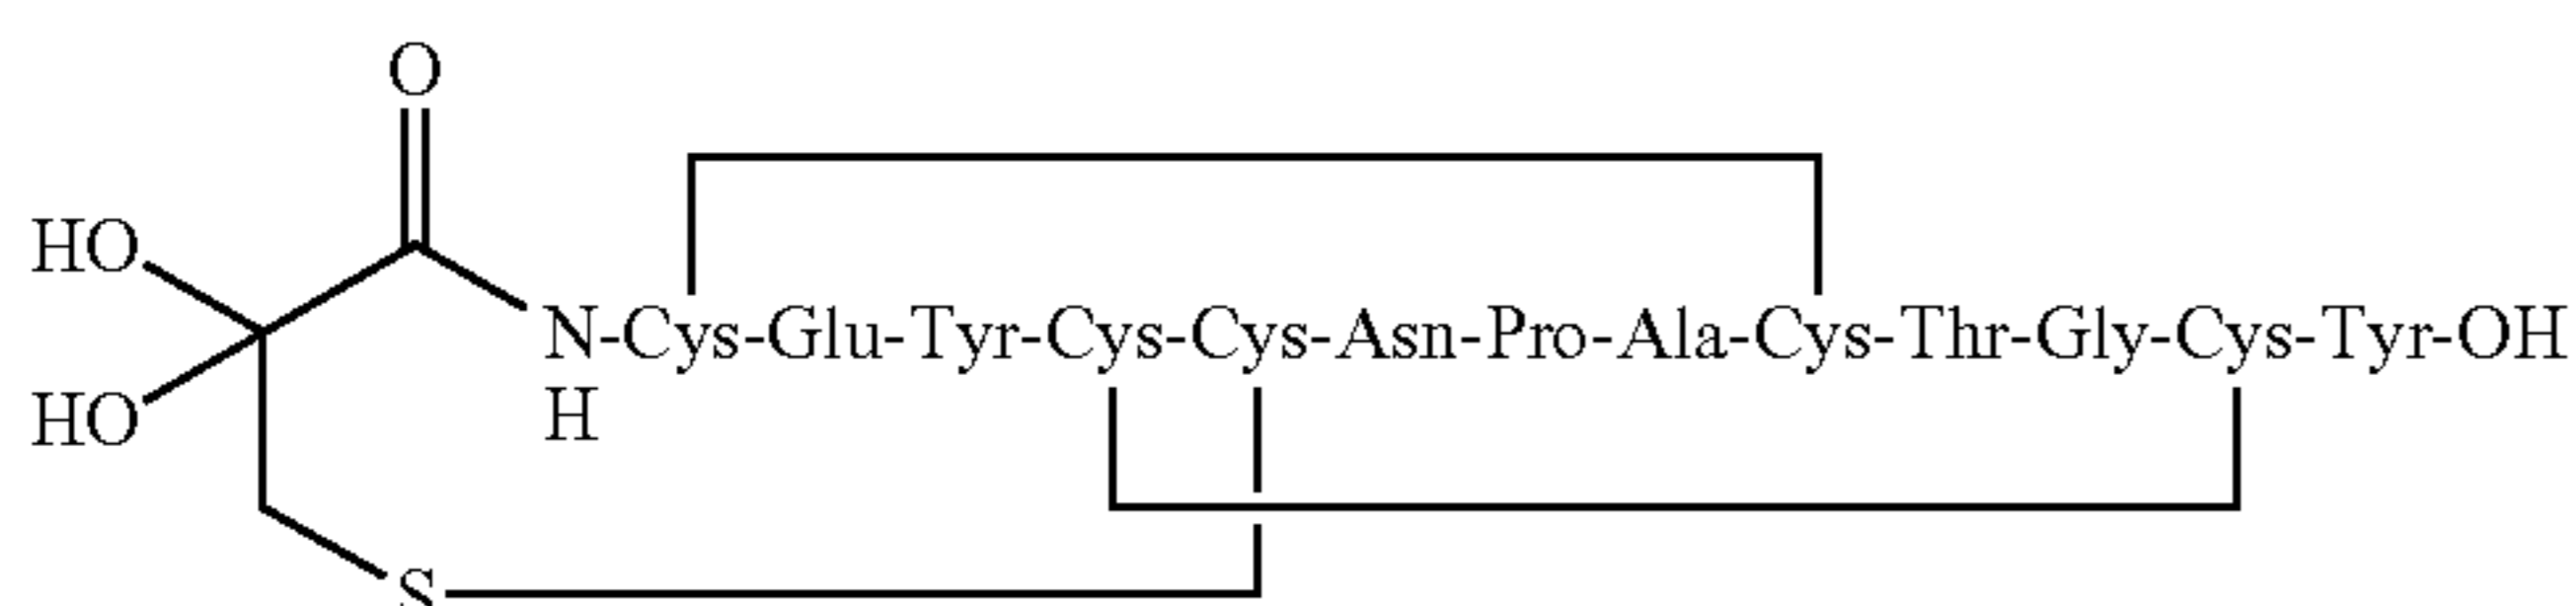 O
HO
N-Cys-Glu-Tyr-Cys-Cys-Asn-Pro-Ala-Cys-Thr-Gly-Cys-Tyr-OH
H
HO
S